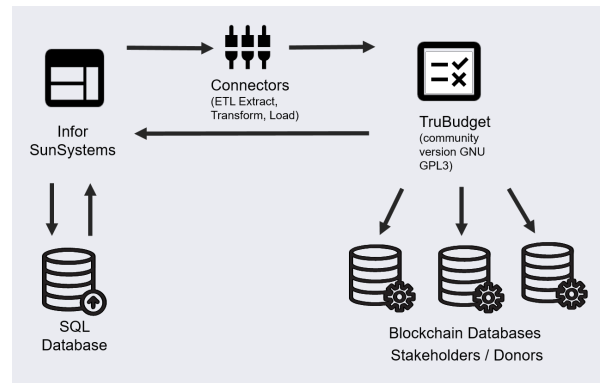 Connectors
(ETL Extract,
Transform, Load)
Infor
SunSystems
TruBudget
(community
version GNU
GPL3)
SQL
Database
Blockchain Databases
Stakeholders / Donors